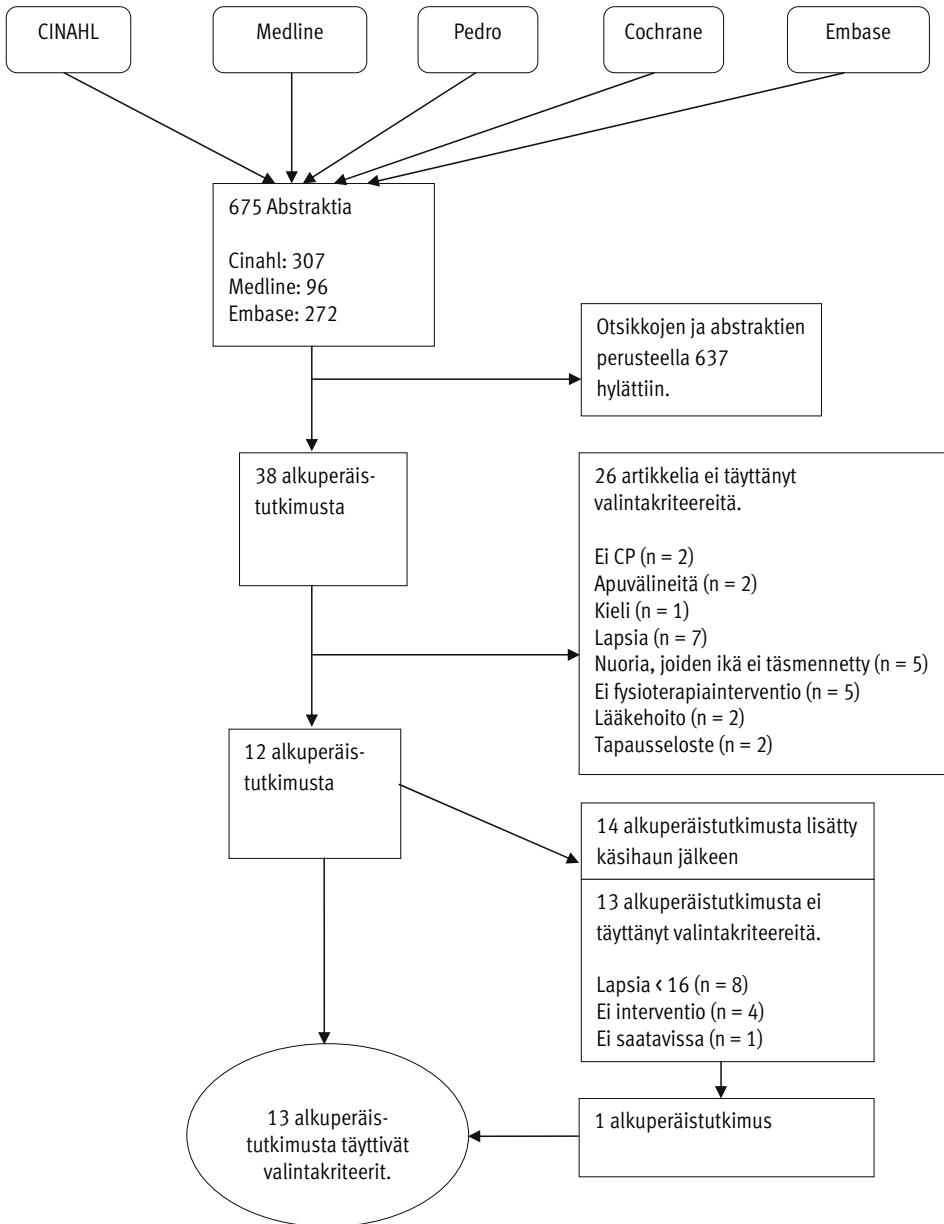 CINAHL
Medline
Pedro
Cochrane
Embase
675 Abstraktia
Cinahl: 307
Medline: 96
Embase: 272
Otsikkojen ja abstraktien
perusteella 637
hylättiin.
38 alkuperäis-
tutkimusta
26 artikkelia ei täyttänyt
valintakriteereitä.
Ei CP (n = 2)
Apuvälineitä (n = 2)
Kieli (n = 1)
Lapsia (n = 7)
Nuoria, joiden ikä ei täsmennetty (n = 5)
Ei fysioterapiainterventio (n = 5)
Lääkehoito (n = 2)
Tapausseloste (n = 2)
12 alkuperäis-
tutkimusta
14 alkuperäistutkimusta lisätty
käsihaun jälkeen
13 alkuperäistutkimusta ei
täyttänyt valintakriteereitä.
Lapsia < 16 (n = 8)
Ei interventio (n = 4)
Ei saatavissa (n = 1)
1 alkuperäistutkimus
13 alkuperäis-
tutkimusta täyttivät
valintakriteerit.